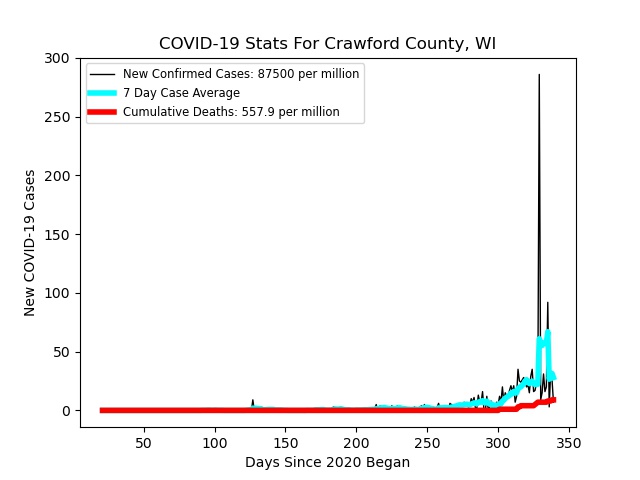 COVID-19 Stats For Crawford County, WI
New Confirmed Cases: 87500 per million
7 Day Case Average
Cumulative Deaths: 557.9 per million
New COVID-19 Cases
300
250
200
150
100
50
0
50 100 150 200 250 300 350
Days Since 2020 Began